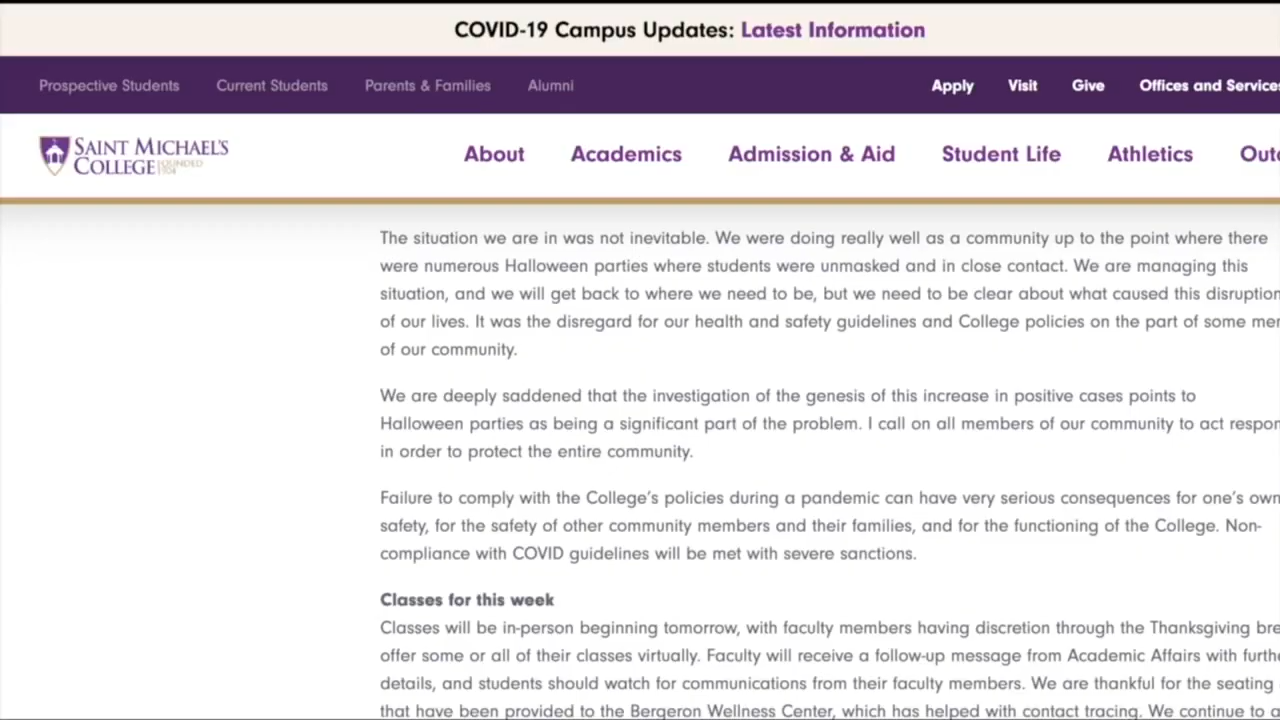 COVID-19 Campus Updates: Latest Information
Prospective Students Current Students Parents & Families Alumni Apply Visit Give Offices and Services
SAINT MICHAEL'S
COLLEGE FOUNDED 1904
About Academics Admission & Aid Student Life Athletics
The situation we are in was not inevitable. We were doing really well as a community up to the point where there
were numerous Halloween parties where students were unmasked and in close contact. We are managing this
situation, and we will get back to where we need to be, but we need to be clear about what caused this disruption
of our lives. It was the disregard for our health and safety guidelines and College policies on the part of some
of our community.
We are deeply saddened that the investigation of the genesis of this increase in positive cases points to
Halloween parties as being a significant part of the problem. I call on all members of our community to act
in order to protect the entire community.
Failure to comply with the College's policies during a pandemic can have very serious consequences for one's own
safety, for the safety of other community members and their families, and for the functioning of the College. Non-
compliance with COVID guidelines will be met with severe sanctions.
Classes for this week
Classes will be in-person beginning tomorrow, with faculty members having discretion through the Thanksgiving
offer some or all of their classes virtually. Faculty will receive a follow-up message from Academic Affairs with
details, and students should watch for communications from their faculty members. We are thankful for the seating
that have been provided to the Bergeron Wellness Center, which has helped with contact tracing. We continue to